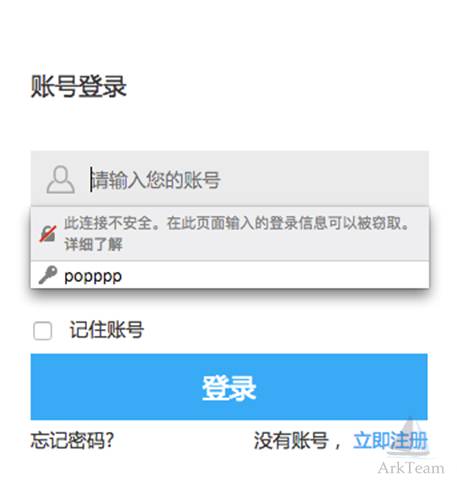 账号登录
请输入您的账号
此连接不安全。在此页面输入的登录信息可以被窃取。
详细了解
popppp
记住账号
登录
忘记密码?
没有账号，立即注册
ArkTeam